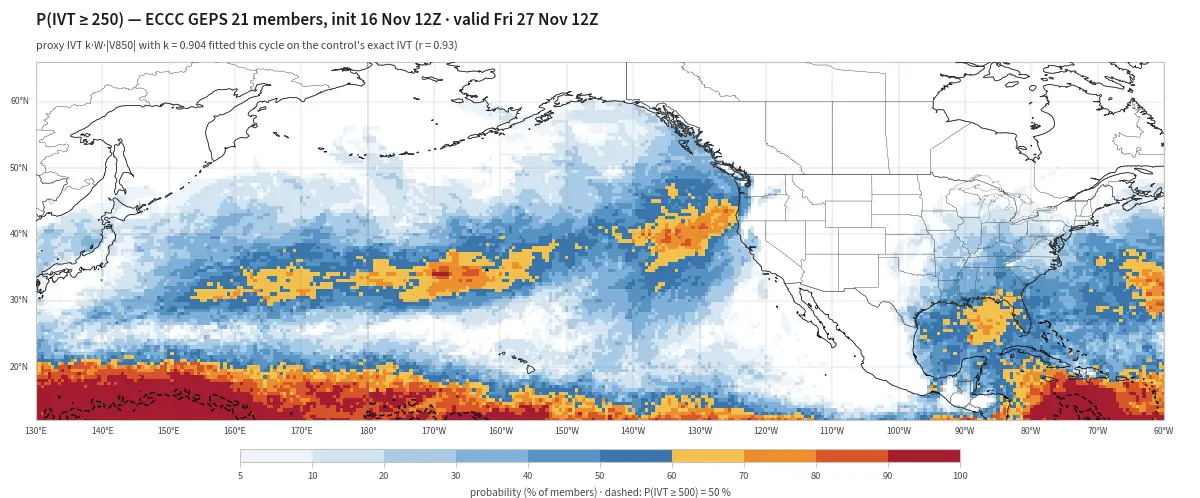 P(IVT ≥ 250) — ECCC GEPS 21 members, init 16 Nov 12Z · valid Fri 27 Nov 12Z
proxy IVT k·W·|V850| with k = 0.904 fitted this cycle on the control's exact IVT (r = 0.93)
60°N
50°N
40°N
30°N
20°N
130°E 140°E 150°E 160°E 170°E 180° 170°W 160°W 150°W 140°W 130°W 120°W 110°W 100°W 90°W 80°W 70°W 60°W
5 10 20 30 40 50 60 70 80 90 100
probability (% of members) · dashed: P(IVT ≥ 500) = 50 %